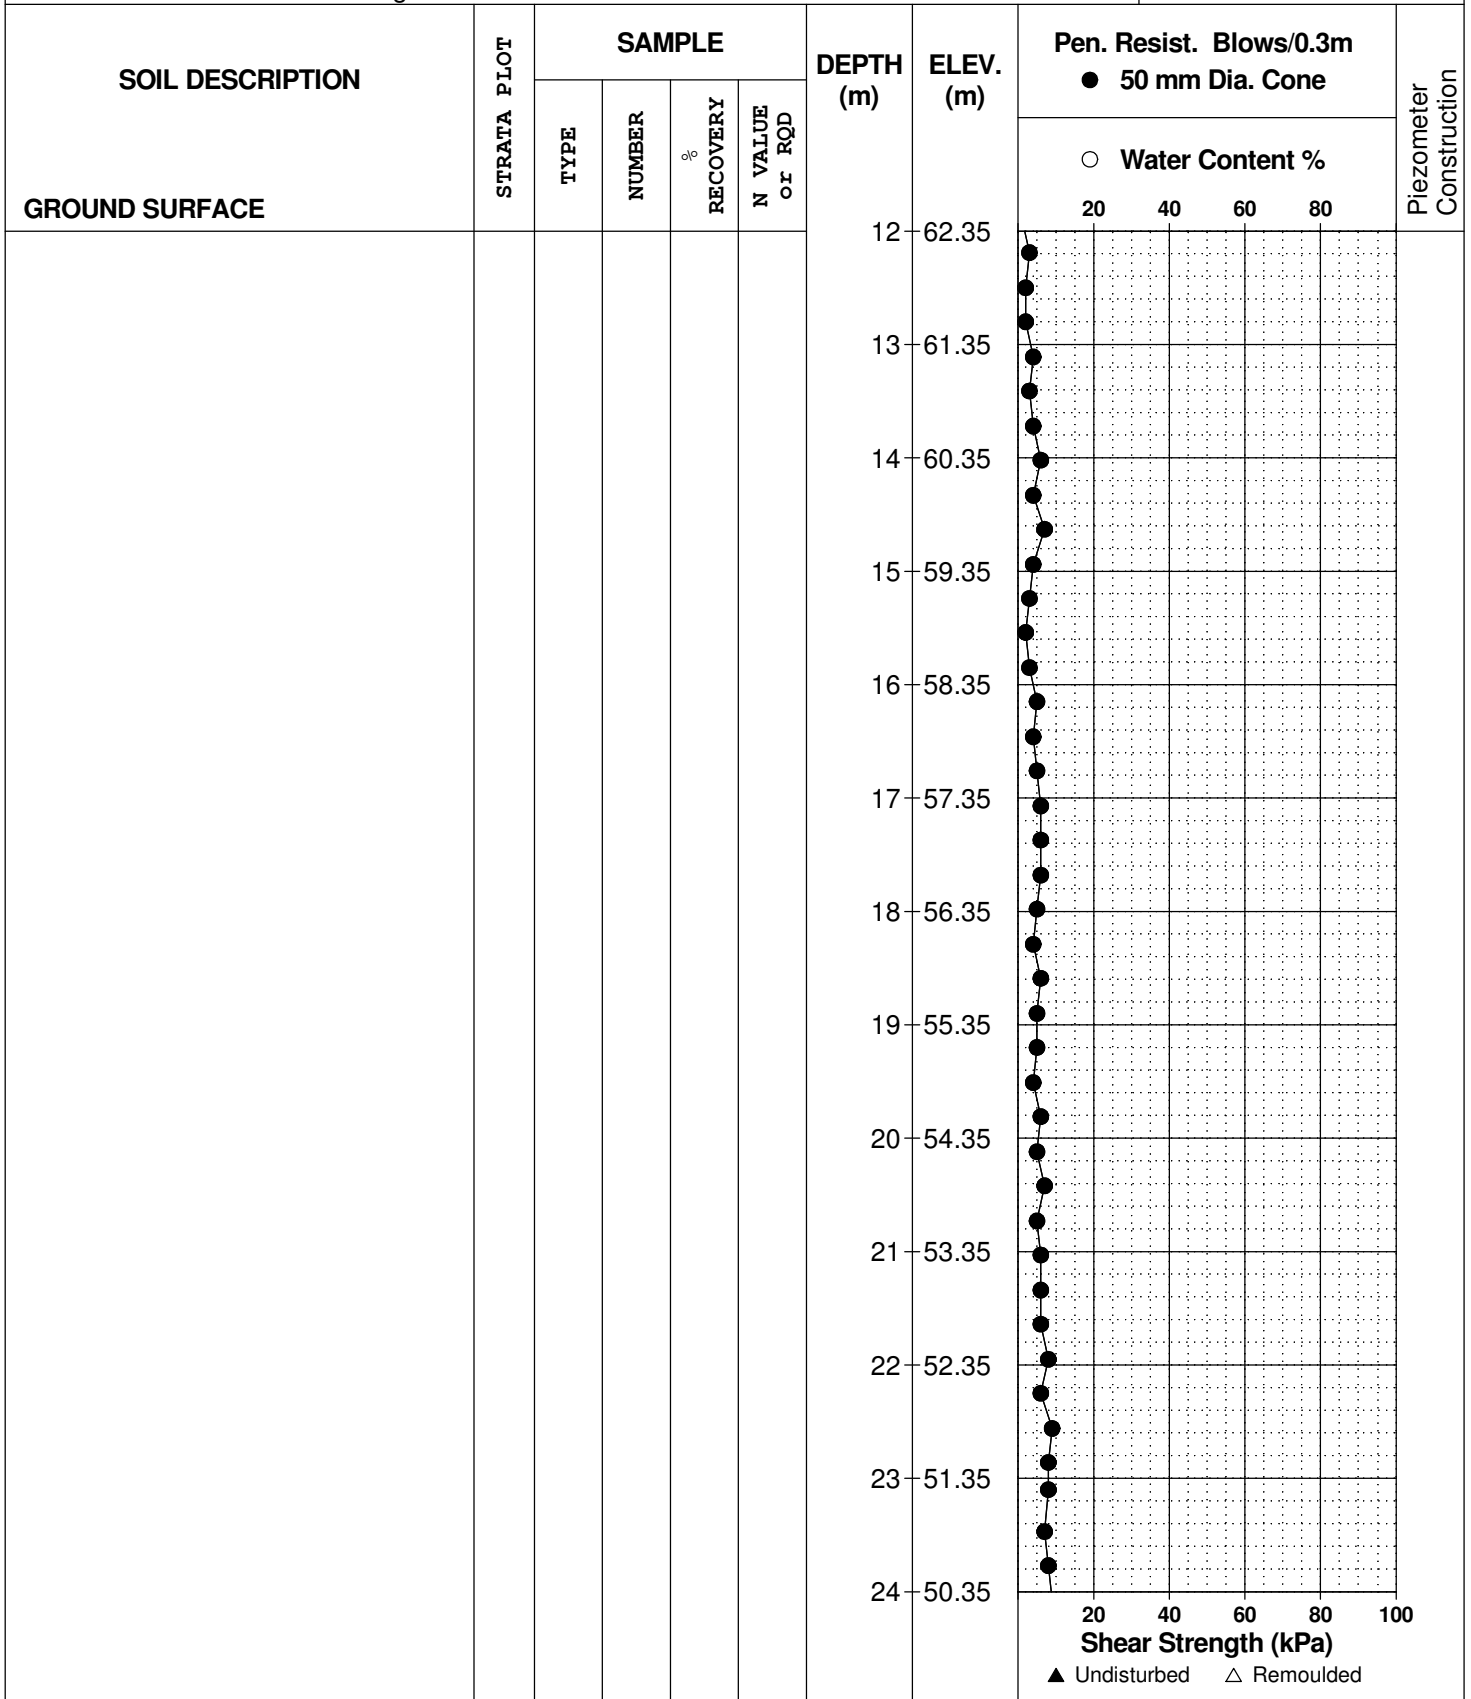 SOIL DESCRIPTION
GROUND SURFACE
STRATA PLOT
SAMPLE
TYPE
NUMBER
%
RECOVERY
N VALUE
or RQD
DEPTH
(m)
ELEV.
(m)
Pen. Resist. Blows/0.3m
● 50 mm Dia. Cone
○ Water Content %
20 40 60 80
Piezometer
Construction
12 62.35
13 61.35
14 60.35
15 59.35
16 58.35
17 57.35
18 56.35
19 55.35
20 54.35
21 53.35
22 52.35
23 51.35
24 50.35
20 40 60 80 100
Shear Strength (kPa)
▲ Undisturbed △ Remoulded